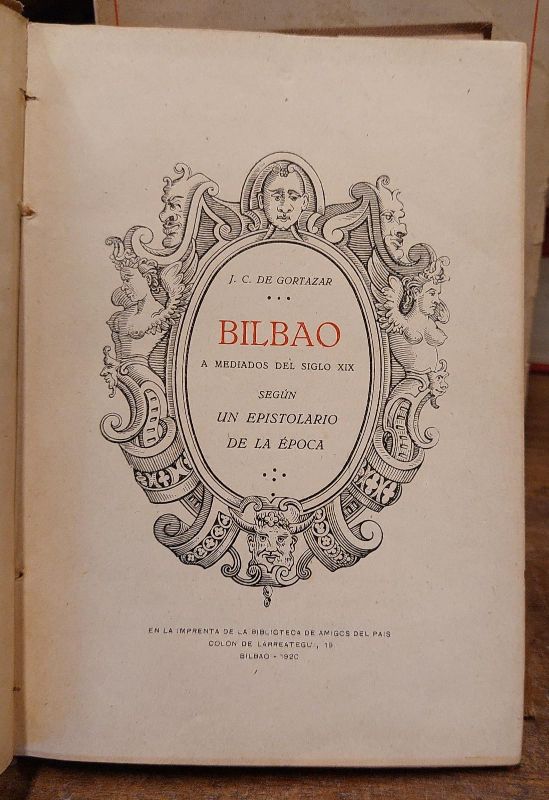 J. C. DE GORTAZAR
BILBAO
A MEDIADOS DEL SIGLO XIX
SEGÚN
UN EPISTOLARIO
DE LA ÉPOCA
EN LA IMPRENTA DE LA BIBLIOTECA DE AMIGOS DEL PAIS
COLON DE LARREATEGUI, 19
BILBAO - 1920